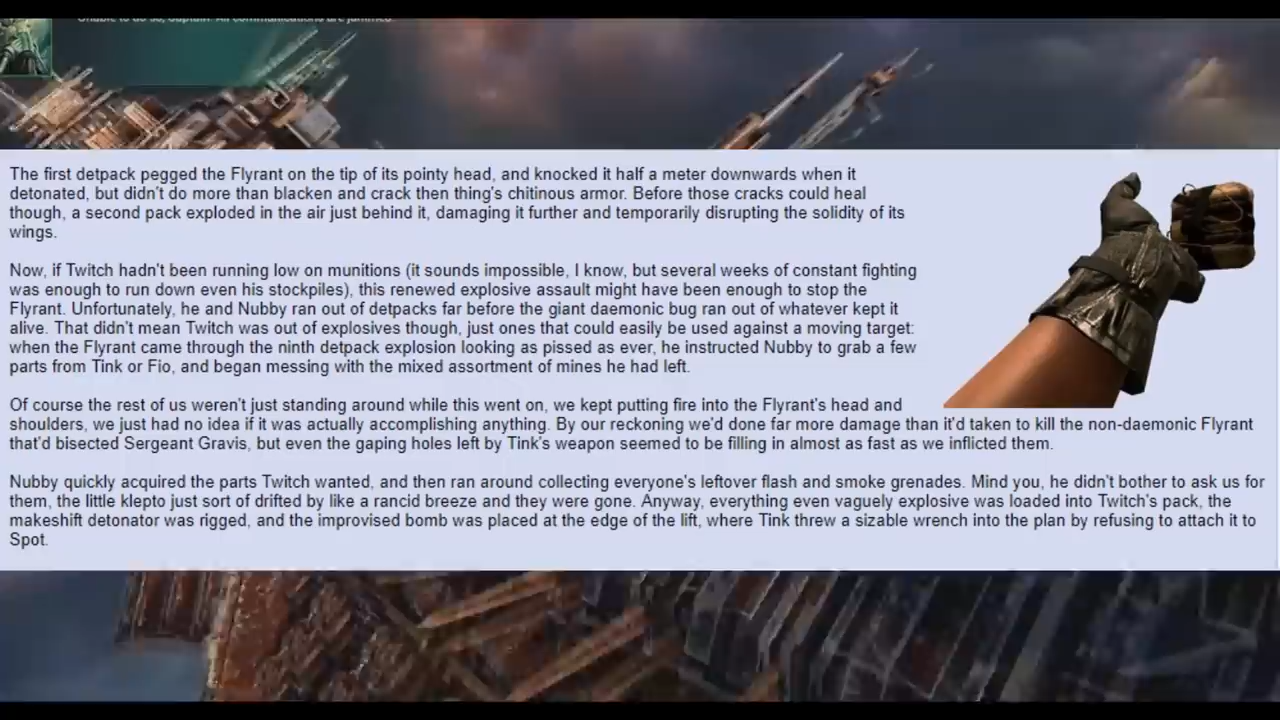 Unable to do so, Captain. All communications are jammed.
The first detpack pegged the Flyrant on the tip of its pointy head, and knocked it half a meter downwards when it
detonated, but didn't do more than blacken and crack then thing's chitinous armor. Before those cracks could heal
though, a second pack exploded in the air just behind it, damaging it further and temporarily disrupting the solidity of its
wings.
Now, if Twitch hadn't been running low on munitions (it sounds impossible, I know, but several weeks of constant fighting
was enough to run down even his stockpiles), this renewed explosive assault might have been enough to stop the
Flyrant. Unfortunately, he and Nubby ran out of detpacks far before the giant daemonic bug ran out of whatever kept it
alive. That didn't mean Twitch was out of explosives though, just ones that could easily be used against a moving target:
when the Flyrant came through the ninth detpack explosion looking as pissed as ever, he instructed Nubby to grab a few
parts from Tink or Fio, and began messing with the mixed assortment of mines he had left.
Of course the rest of us weren't just standing around while this went on, we kept putting fire into the Flyrant's head and
shoulders, we just had no idea if it was actually accomplishing anything. By our reckoning we'd done far more damage than it'd taken to kill the non-daemonic Flyrant
that'd bisected Sergeant Gravis, but even the gaping holes left by Tink's weapon seemed to be filling in almost as fast as we inflicted them.
Nubby quickly acquired the parts Twitch wanted, and then ran around collecting everyone's leftover flash and smoke grenades. Mind you, he didn't bother to ask us for
them, the little klepto just sort of drifted by like a rancid breeze and they were gone. Anyway, everything even vaguely explosive was loaded into Twitch's pack, the
makeshift detonator was rigged, and the improvised bomb was placed at the edge of the lift, where Tink threw a sizable wrench into the plan by refusing to attach it to
Spot.